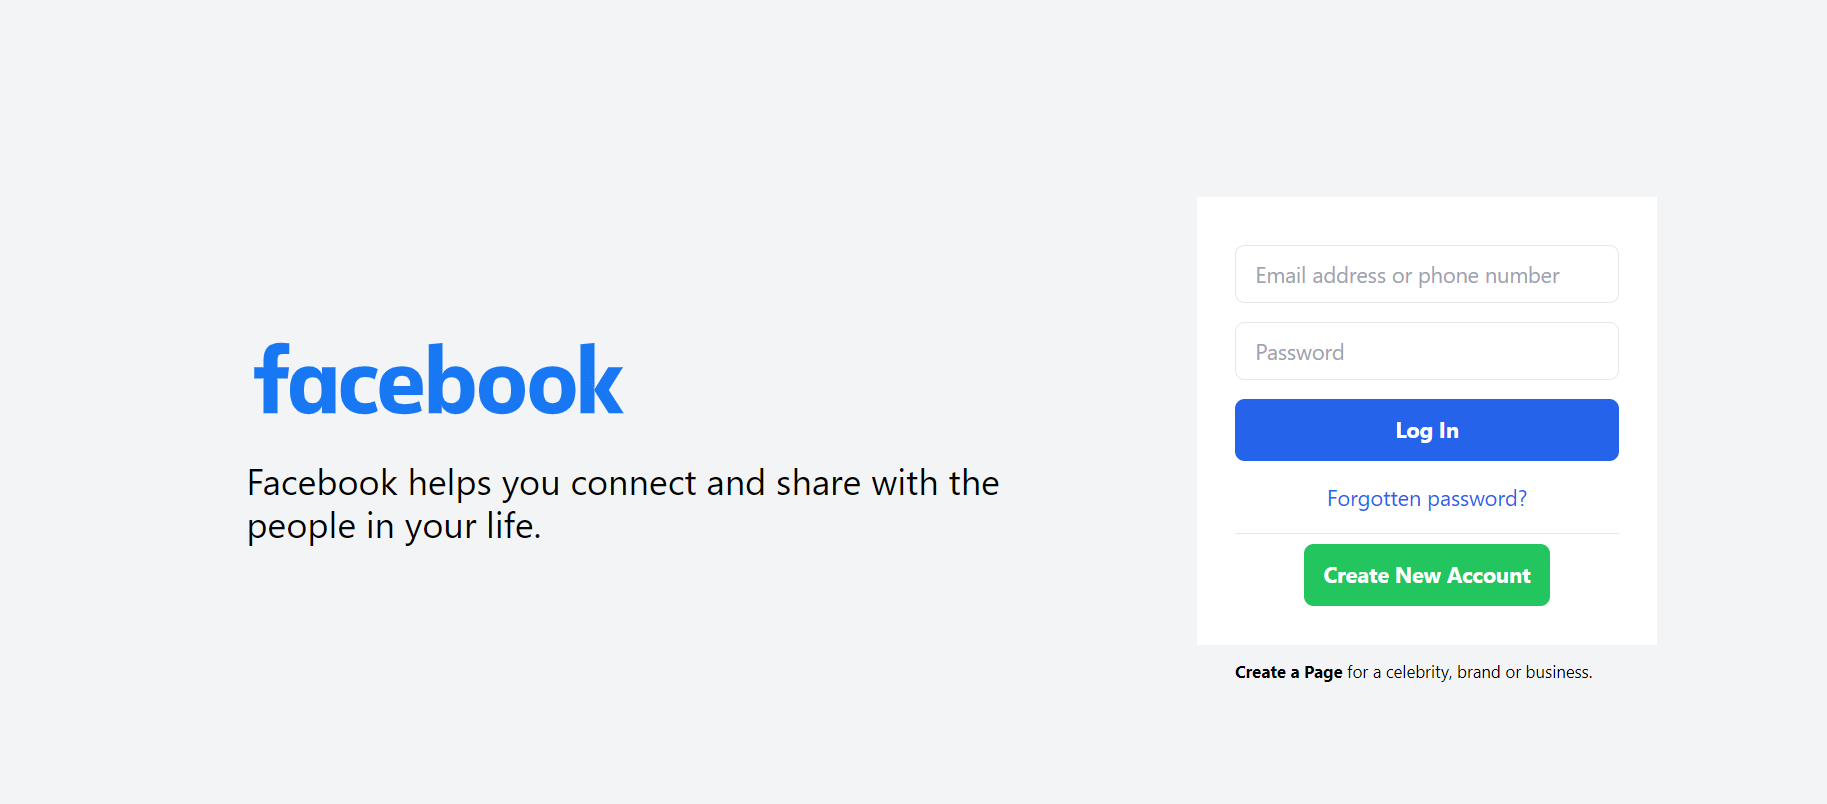 facebook
Facebook helps you connect and share with the
people in your life.
Email address or phone number
Password
Log In
Forgotten password?
Create New Account
Create a Page for a celebrity, brand or business.